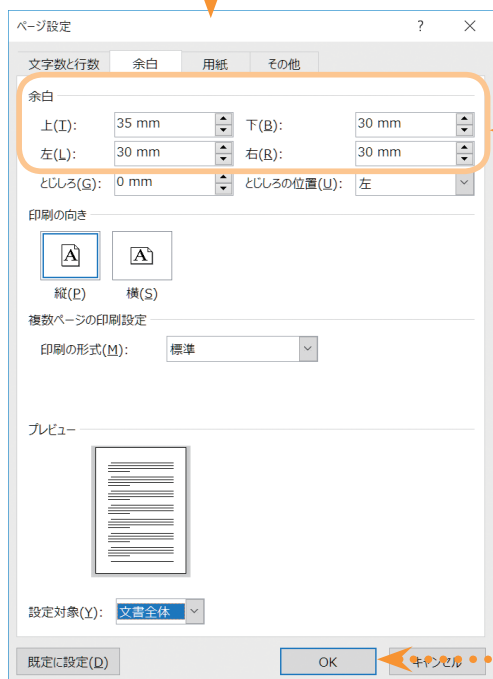 ページ設定 ?
文字数と行数 余白 用紙 その他
余白
上(T): 35 mm 下(B): 30 mm
左(L): 30 mm 右(R): 30 mm
とじしろ(G): 0 mm とじしろの位置(U): 左
印刷の向き
A A
縦(P) 横(S)
複数ページの印刷設定
印刷の形式(M): 標準
プレビュー
設定対象(Y): 文書全体
既定に設定(D) OK キャンセル